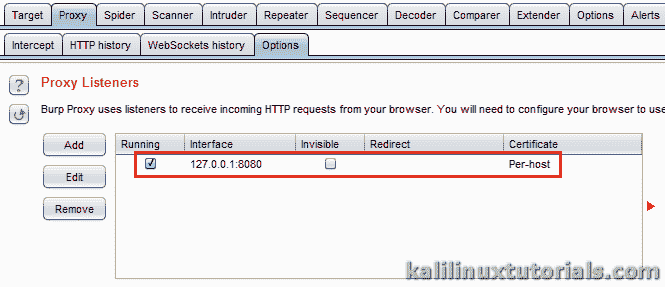 Target Proxy Spider Scanner Intruder Repeater Sequencer Decoder Comparer Extender Options Alerts
Intercept HTTP history WebSockets history Options
? Proxy Listeners
Burp Proxy uses listeners to receive incoming HTTP requests from your browser. You will need to configure your browser to use
Add Running Interface Invisible Redirect Certificate
127.0.0.1:8080 Per-host
Edit
Remove
kalilinuxtutorials.com